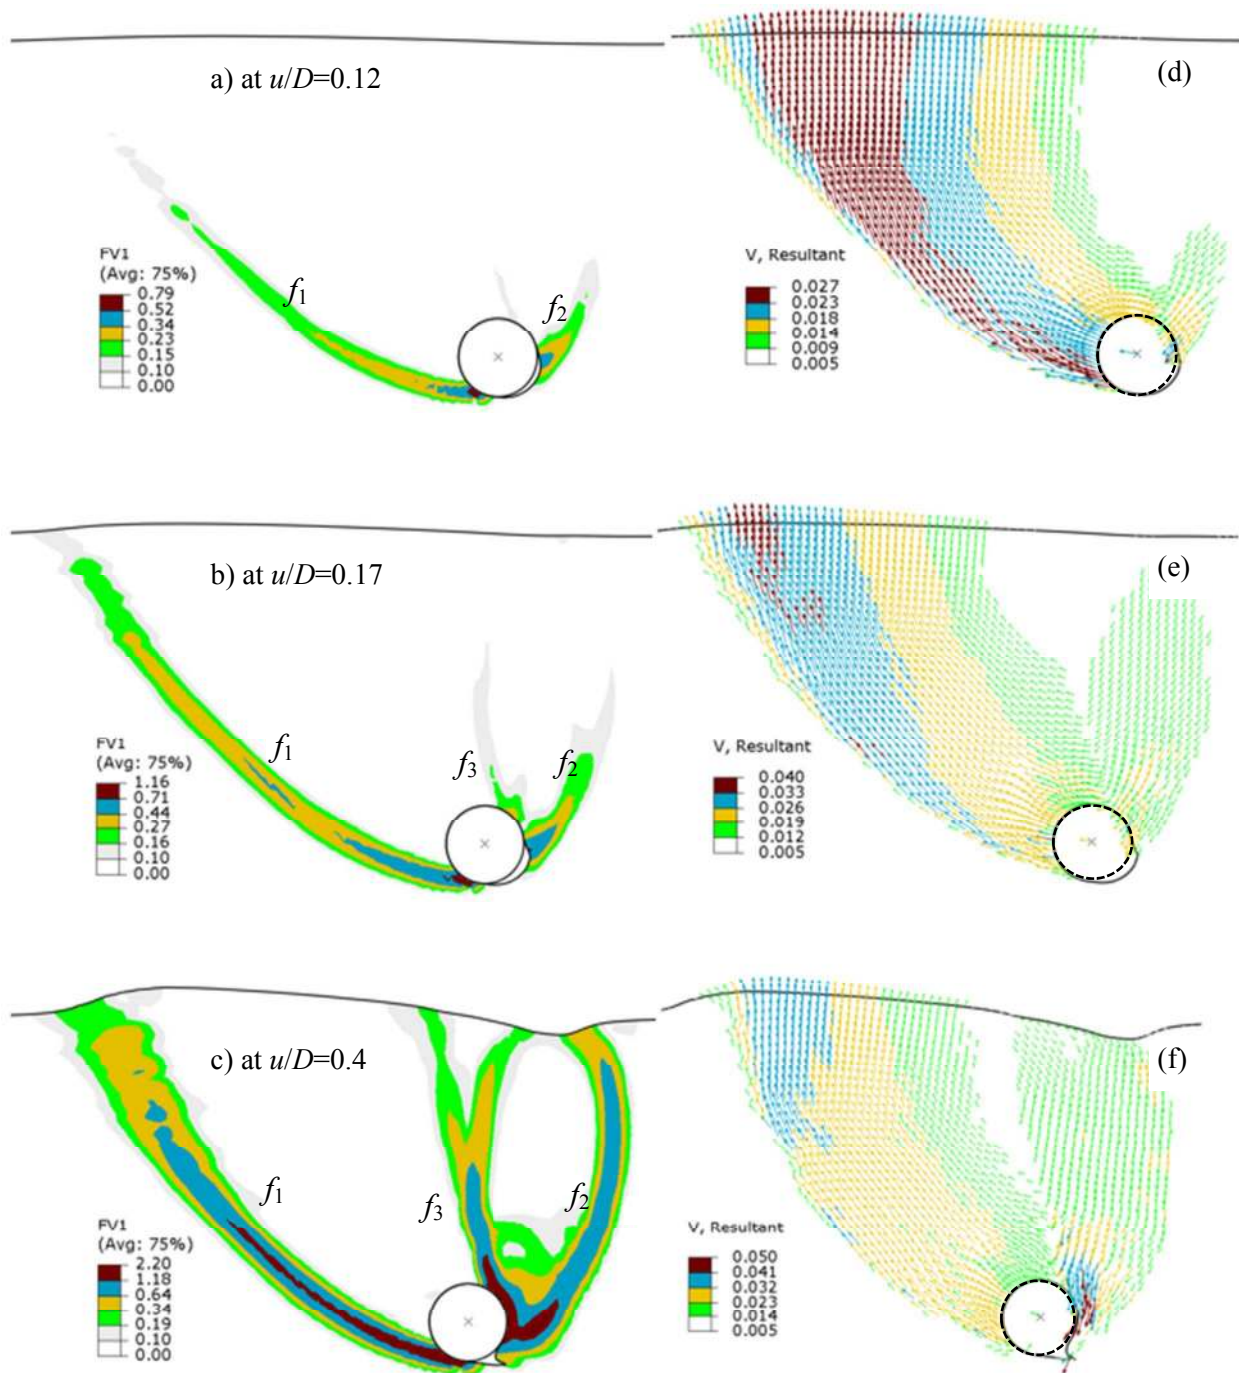 a) at u/D=0.12
(d)
f1
f2
FV1
(Avg: 75%)
0.79
0.52
0.34
0.23
0.15
0.10
0.00
V, Resultant
0.027
0.023
0.018
0.014
0.009
0.005
b) at u/D=0.17
(e)
f1
f3
f2
FV1
(Avg: 75%)
1.16
0.71
0.44
0.27
0.16
0.10
0.00
V, Resultant
0.040
0.033
0.026
0.019
0.012
0.005
c) at u/D=0.4
(f)
f1
f3
f2
FV1
(Avg: 75%)
2.20
1.18
0.64
0.34
0.19
0.10
0.00
V, Resultant
0.050
0.041
0.032
0.023
0.014
0.005